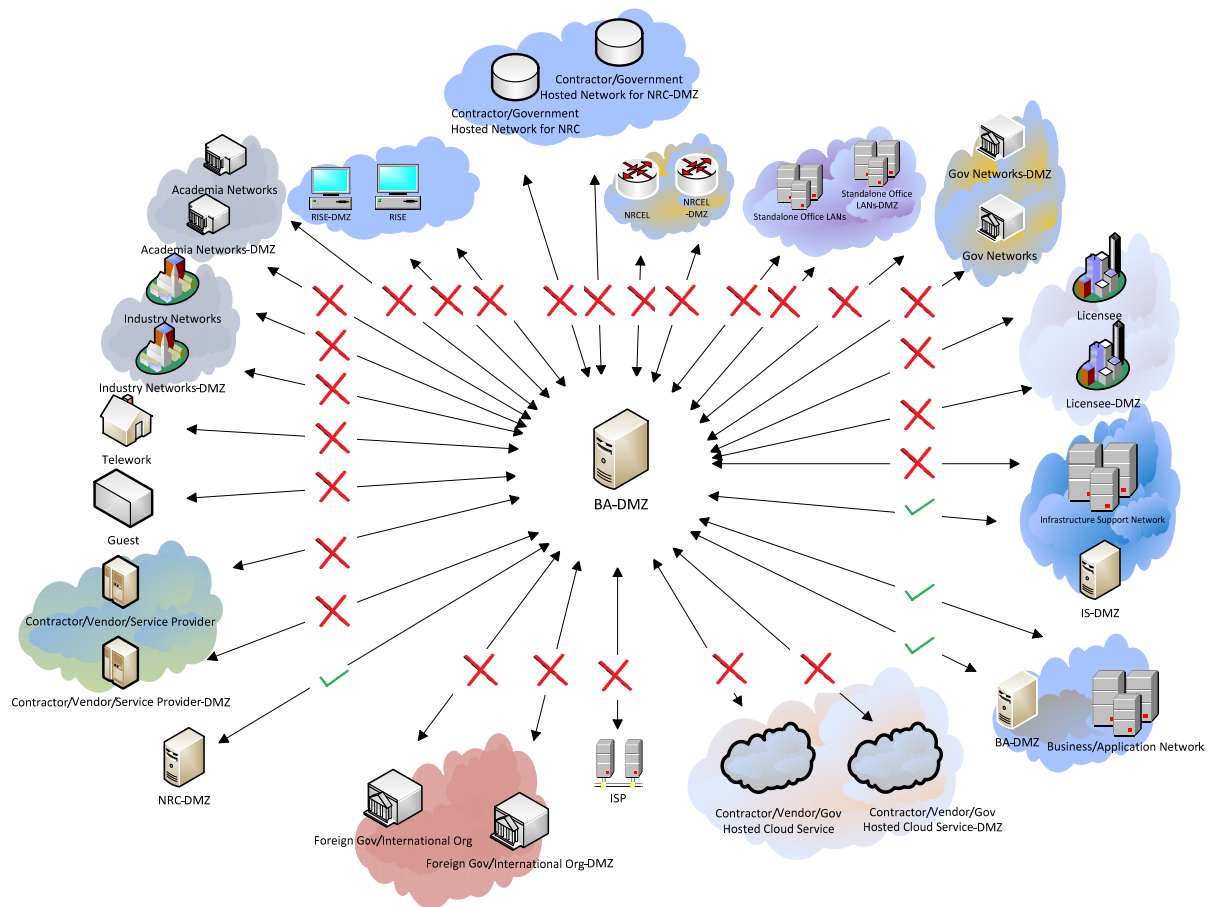 Contractor/Government
Hosted Network for NRC-DMZ
Contractor/Government
Hosted Network for NRC
Academia Networks
Academia Networks-DMZ
RISE-DMZ
RISE
NRCEL
NRCEL
-DMZ
Standalone Office LANs
Standalone Office
LANs-DMZ
Gov Networks-DMZ
Gov Networks
Industry Networks
Industry Networks-DMZ
Licensee
Licensee-DMZ
Telework
Guest
BA-DMZ
Infrastructure Support Network
IS-DMZ
Contractor/Vendor/Service Provider
Contractor/Vendor/Service Provider-DMZ
BA-DMZ
Business/Application Network
NRC-DMZ
ISP
Foreign Gov/International Org
Foreign Gov/International Org-DMZ
Contractor/Vendor/Gov
Hosted Cloud Service
Contractor/Vendor/Gov
Hosted Cloud Service-DMZ